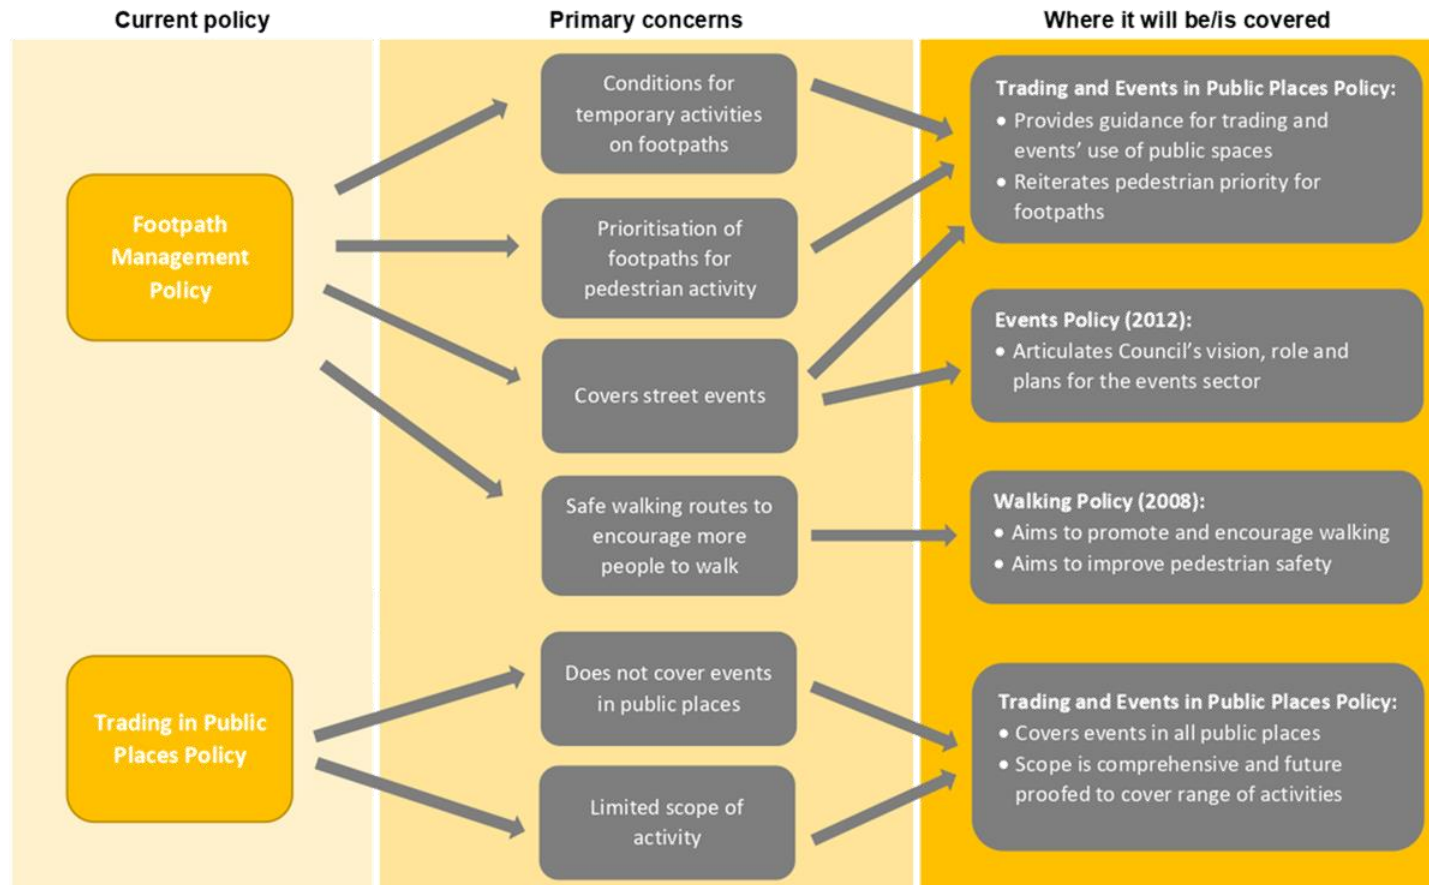 Current policy
Primary concerns
Where it will be/is covered
Footpath
Management
Policy
Trading in Public
Places Policy
Conditions for
temporary activities
on footpaths
Prioritisation of
footpaths for
pedestrian activity
Covers street events
Safe walking routes to
encourage more
people to walk
Does not cover events
in public places
Limited scope of
activity
Trading and Events in Public Places Policy:
• Provides guidance for trading and
events’ use of public spaces
• Reiterates pedestrian priority for
footpaths
Events Policy (2012):
• Articulates Council’s vision, role and
plans for the events sector
Walking Policy (2008):
• Aims to promote and encourage walking
• Aims to improve pedestrian safety
Trading and Events in Public Places Policy:
• Covers events in all public places
• Scope is comprehensive and future
proofed to cover range of activities